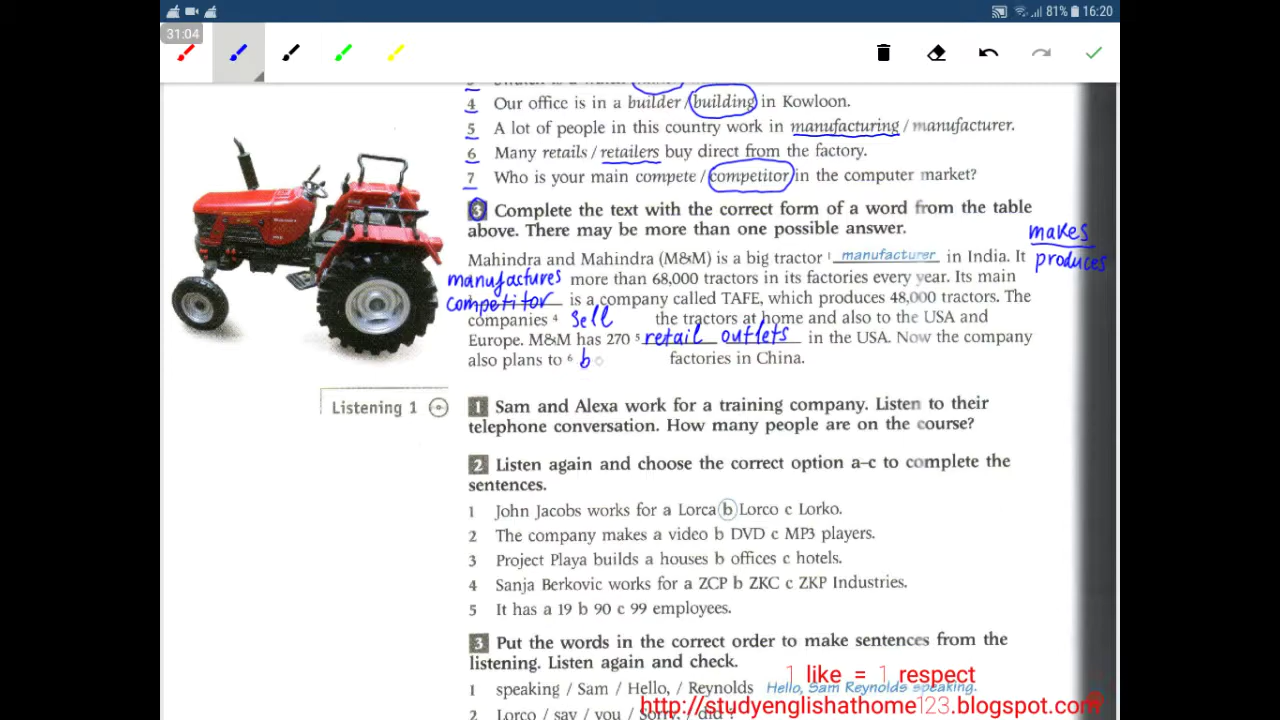 81% 16:20
31:04
4 Our office is in a builder / building in Kowloon.
5 A lot of people in this country work in manufacturing / manufacturer.
6 Many retails / retailers buy direct from the factory.
7 Who is your main compete / competitor in the computer market?
3 Complete the text with the correct form of a word from the table
above. There may be more than one possible answer.
makes
Mahindra and Mahindra (M&M) is a big tractor 1 manufacturer in India. It
produces
manufactures more than 68,000 tractors in its factories every year. Its main
competitor is a company called TAFE, which produces 48,000 tractors. The
companies 4 sell the tractors at home and also to the USA and
Europe. M&M has 270 5 retail outlets in the USA. Now the company
also plans to 6 b factories in China.
Listening 1
1 Sam and Alexa work for a training company. Listen to their
telephone conversation. How many people are on the course?
2 Listen again and choose the correct option a–c to complete the
sentences.
1 John Jacobs works for a Lorca b Lorco c Lorko.
2 The company makes a video b DVD c MP3 players.
3 Project Playa builds a houses b offices c hotels.
4 Sanja Berkovic works for a ZCP b ZKC c ZKP Industries.
5 It has a 19 b 90 c 99 employees.
3 Put the words in the correct order to make sentences from the
listening. Listen again and check.
1 like = 1 respect
1 speaking / Sam / Hello, / Reynolds Hello, Sam Reynolds speaking.
http://studyenglishathome123.blogspot.com/
2 Lorco / say / you / Sorry, / did ?